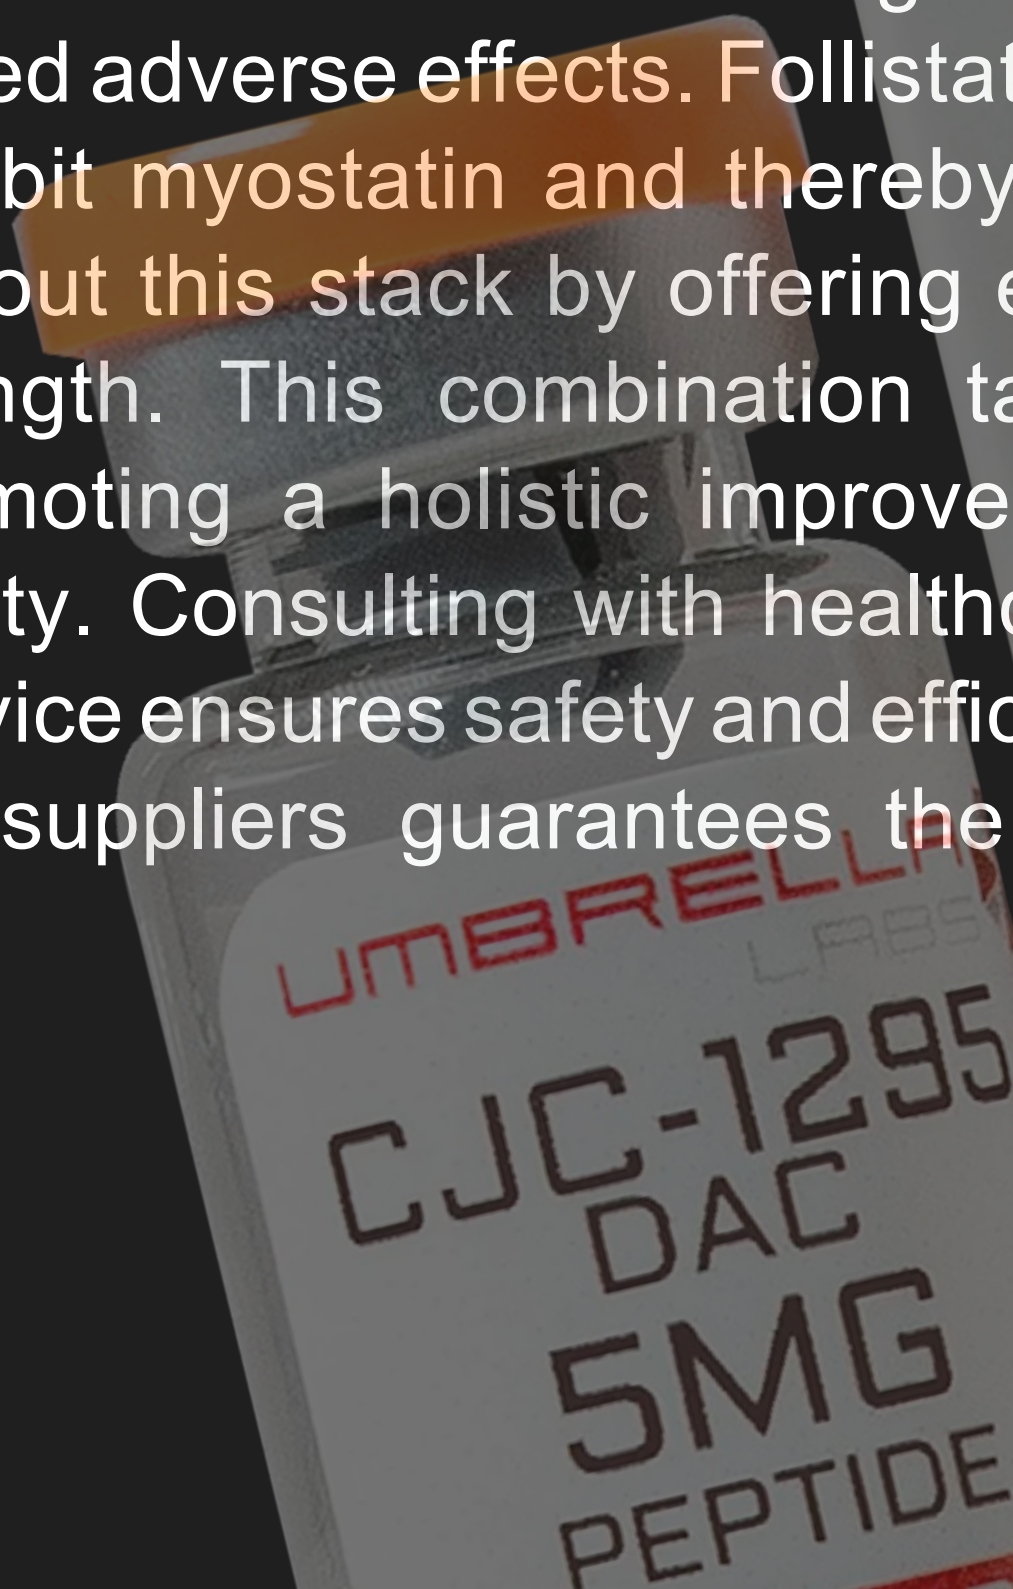 ed adverse effects. Follistat
bit myostatin and thereby
out this stack by offering
ngth. This combination ta
moting a holistic improve
ty. Consulting with healthc
vice ensures safety and effic
suppliers guarantees the
UMBRELLA
LABS
CJC-1295
DAC
5MG
PEPTIDE